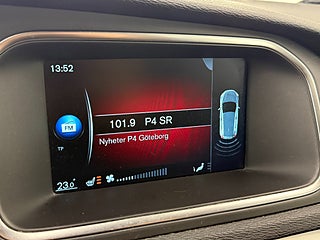 13:52
101.9 P4 SR
FM
Nyheter P4 Göteborg
TP
23.0